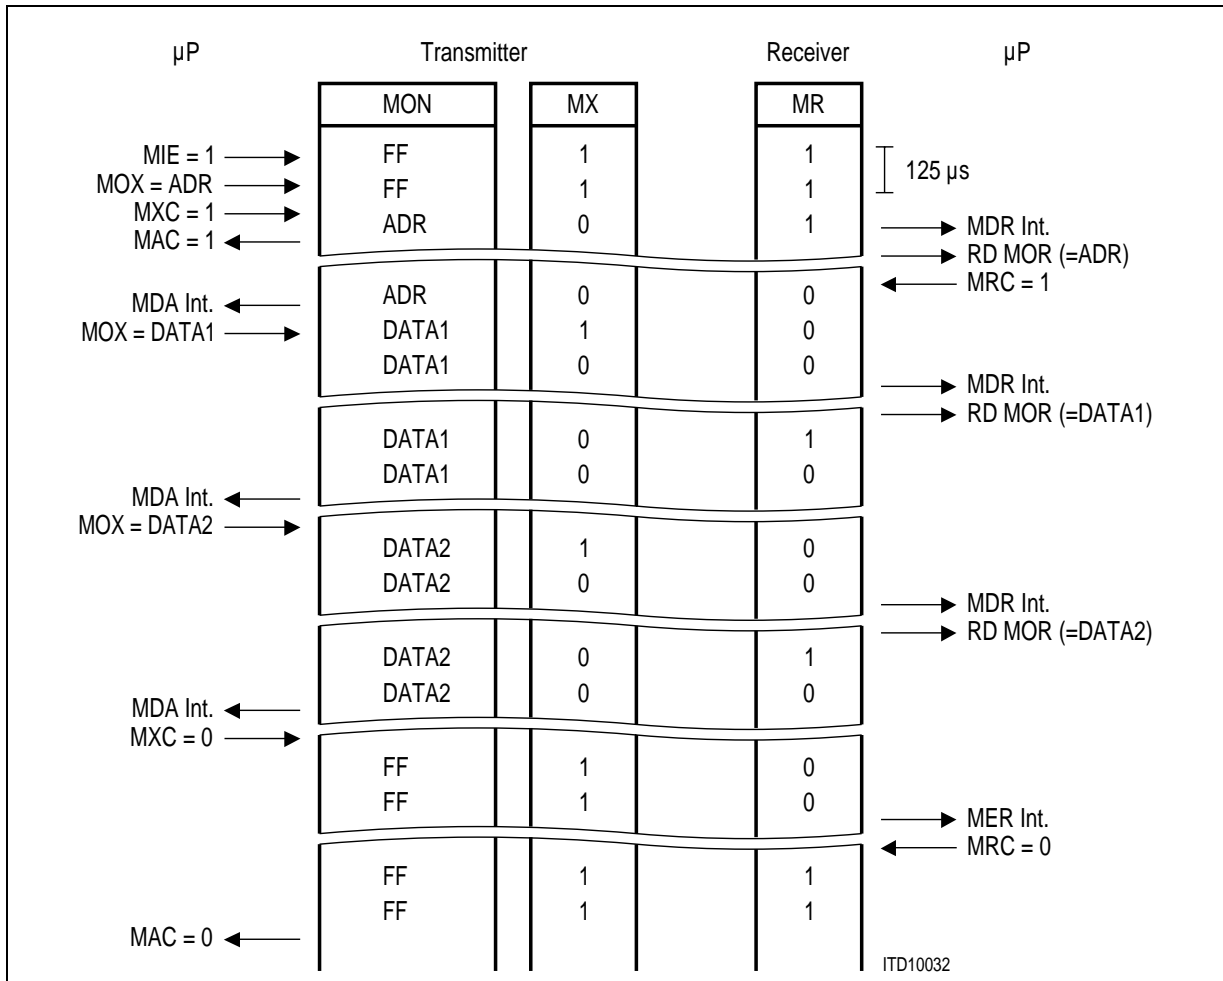 µP Transmitter Receiver µP
MON MX MR
MIE = 1 FF 1 1
125 µs
MOX = ADR FF 1 1
MXC = 1 ADR 0 1 MDR Int.
MAC = 1 RD MOR (=ADR)
MRC = 1
MDA Int. ADR 0 0
MOX = DATA1 DATA1 1 0
DATA1 0 0
MDR Int.
RD MOR (=DATA1)
DATA1 0 1
DATA1 0 0
MDA Int.
MOX = DATA2
DATA2 1 0
DATA2 0 0
MDR Int.
RD MOR (=DATA2)
DATA2 0 1
DATA2 0 0
MDA Int.
MXC = 0
FF 1 0
FF 1 0
MER Int.
MRC = 0
FF 1 1
FF 1 1
MAC = 0
ITD10032